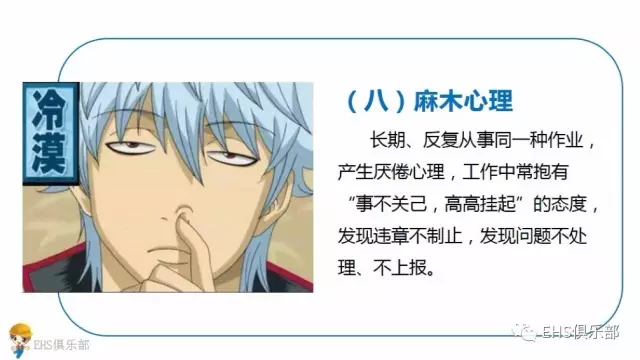 冷漠
（八）麻木心理
长期、反复从事同一种作业，
产生厌倦心理，工作中常抱有
“事不关己，高高挂起”的态度，
发现违章不制止，发现问题不处
理、不上报。
EHS俱乐部
EHS俱乐部